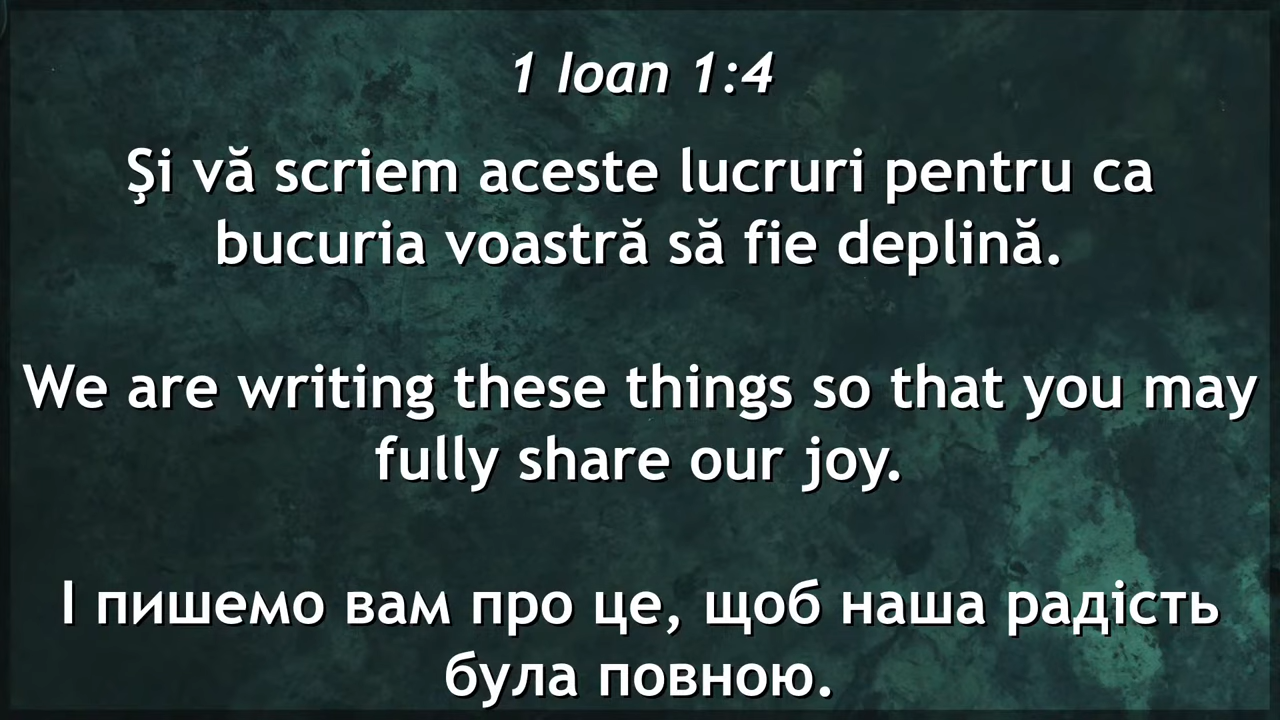 1 Ioan 1:4
Şi vă scriem aceste lucruri pentru ca
bucuria voastră să fie deplină.
We are writing these things so that you may
fully share our joy.
І пишемо вам про це, щоб наша радість
була повною.